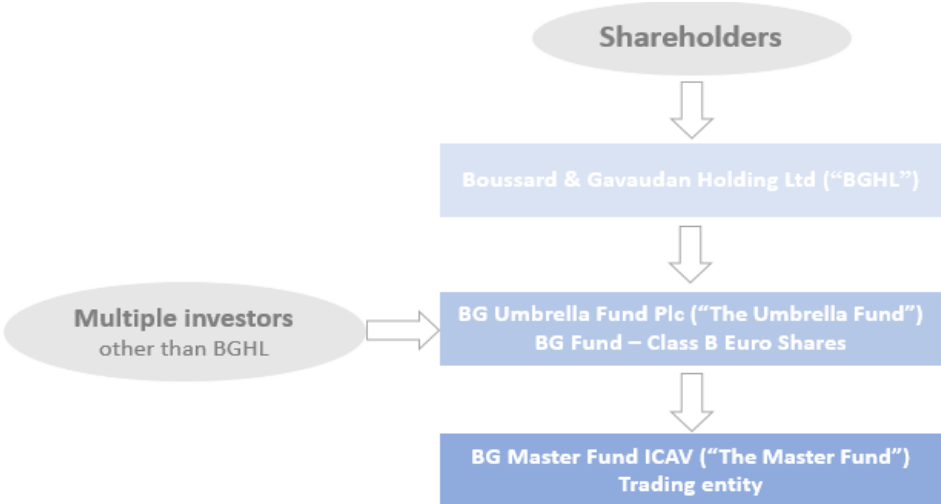 Shareholders
Boussard & Gavaudan Holding Ltd (“BGHL”)
Multiple investors
other than BGHL
BG Umbrella Fund Plc (“The Umbrella Fund”)
BG Fund – Class B Euro Shares
BG Master Fund ICAV (“The Master Fund”)
Trading entity